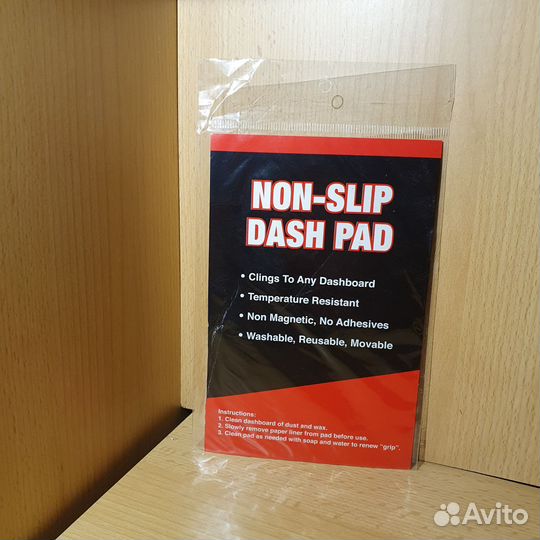 NON-SLIP
DASH PAD
• Clings To Any Dashboard
• Temperature Resistant
• Non Magnetic, No Adhesives
• Washable, Reusable, Movable
Instructions:
1. Clean dashboard of dust and wax.
2. Slowly remove paper liner from pad before use.
3. Clean pad as needed with soap and water to renew "grip".
Avito